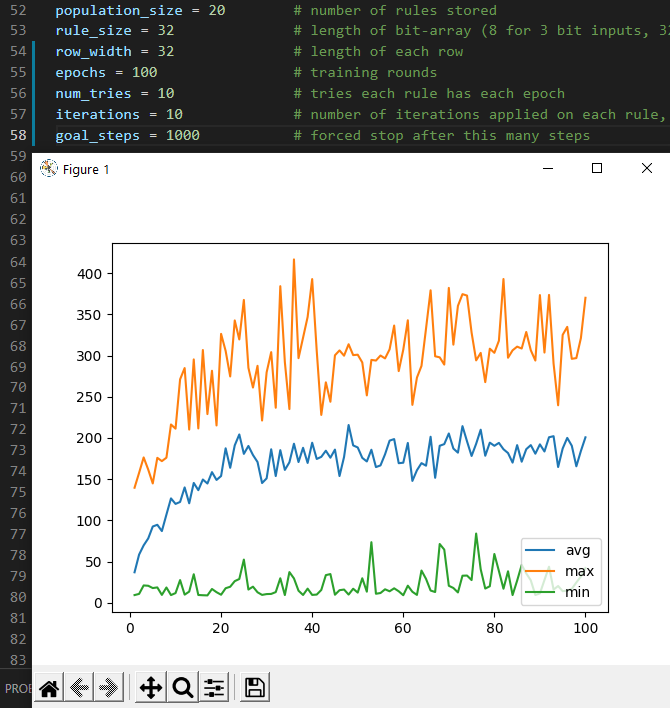 52 population_size = 20 # number of rules stored
53 rule_size = 32 # length of bit-array (8 for 3 bit inputs, 32
54 row_width = 32 # length of each row
55 epochs = 100 # training rounds
56 num_tries = 10 # tries each rule has each epoch
57 iterations = 10 # number of iterations applied on each rule,
58 goal_steps = 1000 # forced stop after this many steps
59
60 Figure 1
61
62
63
64
65
66
67
68
69
70
71
72
73
74
75
76
77
78
79
80
81
82
83
400
350
300
250
200
150
100
50
0
avg
max
min
0 20 40 60 80 100
PROB